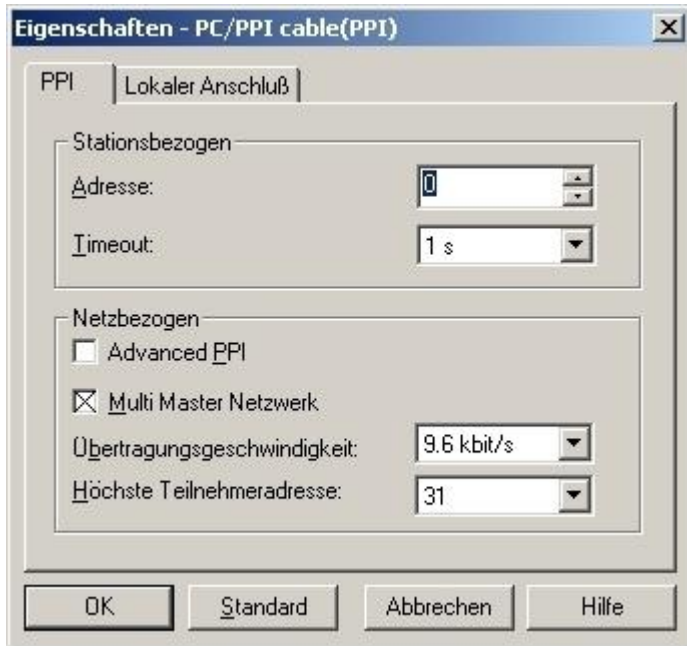 Eigenschaften - PC/PPI cable(PPI)
PPI
Lokaler Anschluß
Stationsbezogen
Adresse: 0
Timeout: 1 s
Netzbezogen
Advanced PPI
Multi Master Netzwerk
Übertragungsgeschwindigkeit: 9.6 kbit/s
Höchste Teilnehmeradresse: 31
OK Standard Abbrechen Hilfe